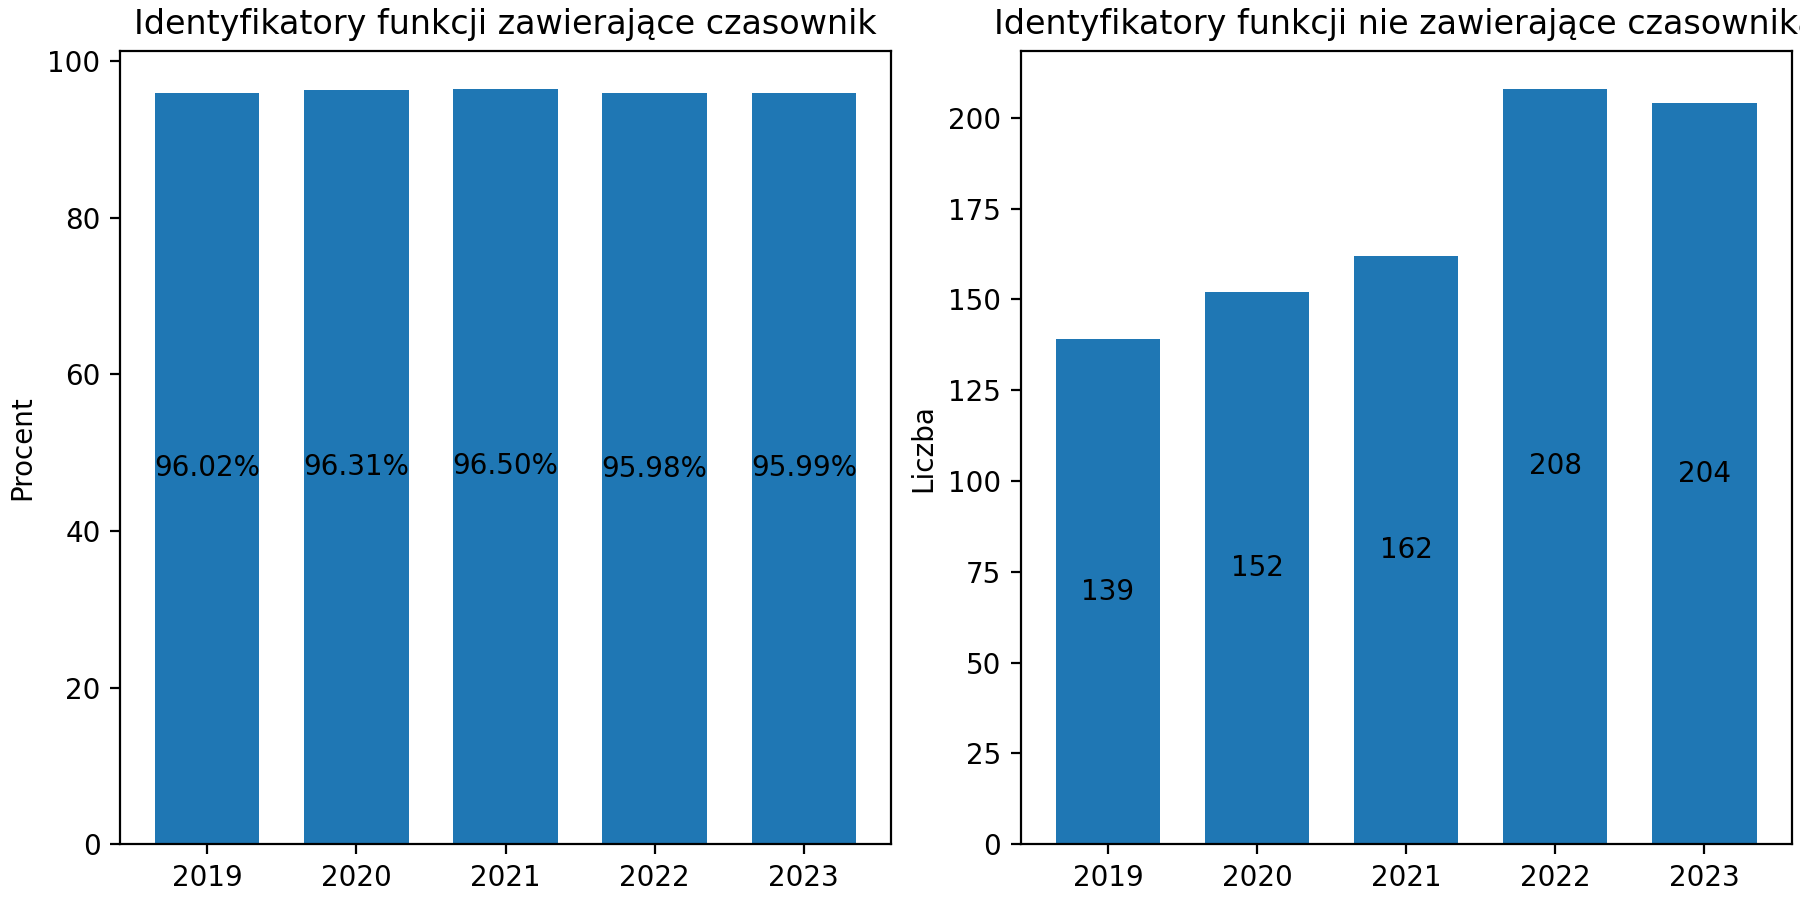 Identyfikatory funkcji zawierające czasownik
100
80
60
40
20
0
Procent
96.02% 96.31% 96.50% 95.98% 95.99%
2019 2020 2021 2022 2023
Identyfikatory funkcji nie zawierające czasownika
200
175
150
125
100
75
50
25
0
Liczba
139 152 162 208 204
2019 2020 2021 2022 2023